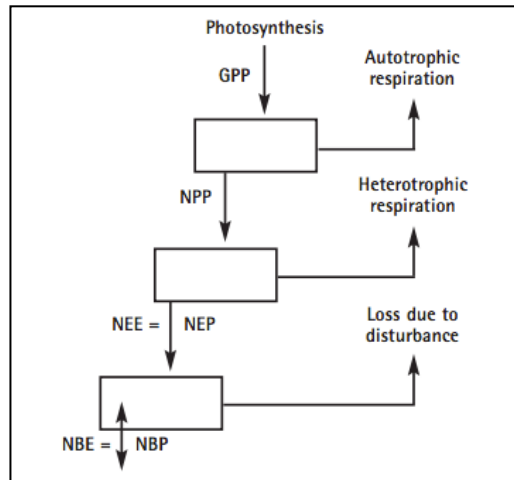 Photosynthesis
GPP
Autotrophic
respiration
NPP
Heterotrophic
respiration
NEE = NEP
Loss due to
disturbance
NBE = NBP